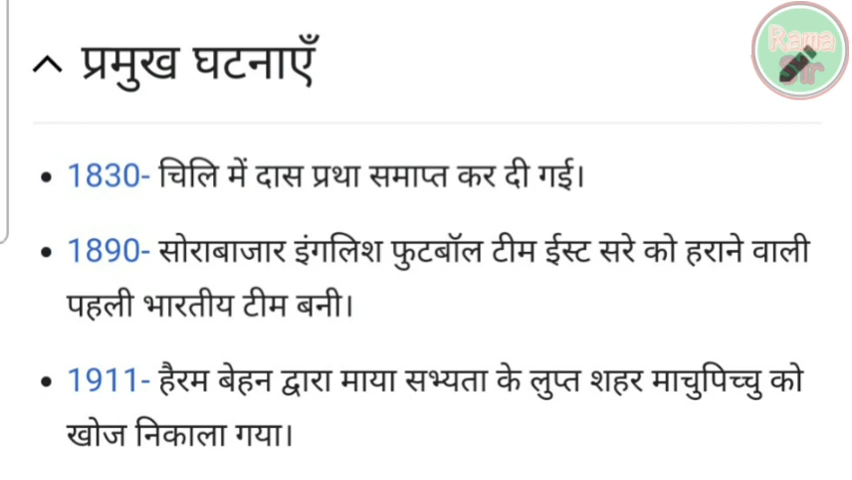 प्रमुख घटनाएँ
Rama
Sir
1830- चिलि में दास प्रथा समाप्त कर दी गई।
1890- सोराबाजार इंगलिश फुटबॉल टीम ईस्ट सरे को हराने वाली
पहली भारतीय टीम बनी।
1911- हैरम बेहन द्वारा माया सभ्यता के लुप्त शहर माचुपिच्चु को
खोज निकाला गया।